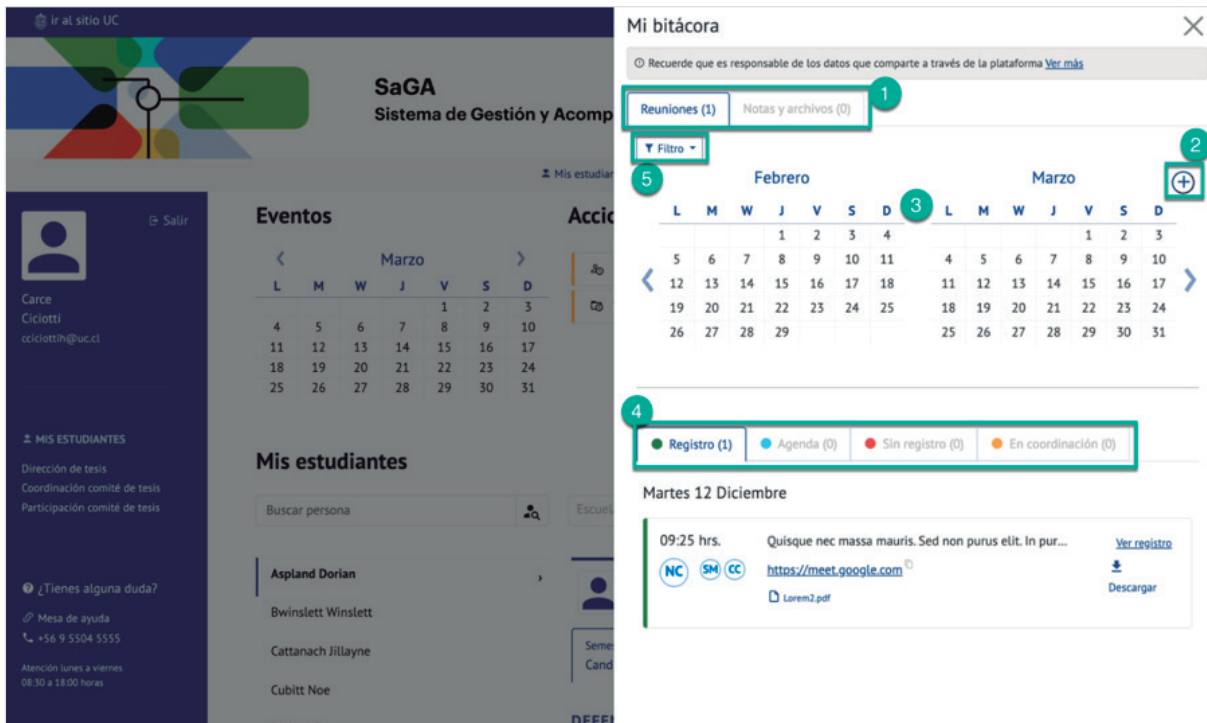 ir al sitio UC
SaGA
Sistema de Gestión y Acomp
Mis estudiar
Salir
Carce
Ciciotti
cciciottih@uc.cl
MIS ESTUDIANTES
Dirección de tesis
Coordinación comité de tesis
Participación comité de tesis
¿Tienes alguna duda?
Mesa de ayuda
+56 9 5504 5555
Atención lunes a viernes
08:30 a 18:00 horas
Eventos
Marzo
L M M J V S D
1 2 3
4 5 6 7 8 9 10
11 12 13 14 15 16 17
18 19 20 21 22 23 24
25 26 27 28 29 30 31
Accio
Mis estudiantes
Buscar persona
Escuel
Aspland Dorian
Bwinslett Winslett
Cattanach Jillayne
Cubitt Noe
Semes
Cand
DEFEI
Mi bitácora
Recuerde que es responsable de los datos que comparte a través de la plataforma Ver más
Reuniones (1) Notas y archivos (0) 1
Filtro 2
5 Febrero Marzo
3
L M W J V S D
1 2 3 4
5 6 7 8 9 10 11
12 13 14 15 16 17 18
19 20 21 22 23 24 25
26 27 28 29
L M W J V S D
1 2 3
4 5 6 7 8 9 10
11 12 13 14 15 16 17
18 19 20 21 22 23 24
25 26 27 28 29 30 31
4
Registro (1) Agenda (0) Sin registro (0) En coordinación (0)
Martes 12 Diciembre
09:25 hrs. Quisque nec massa mauris. Sed non purus elit. In pur... Ver registro
NC SM CC https://meet.google.com
Lorem2.pdf Descargar